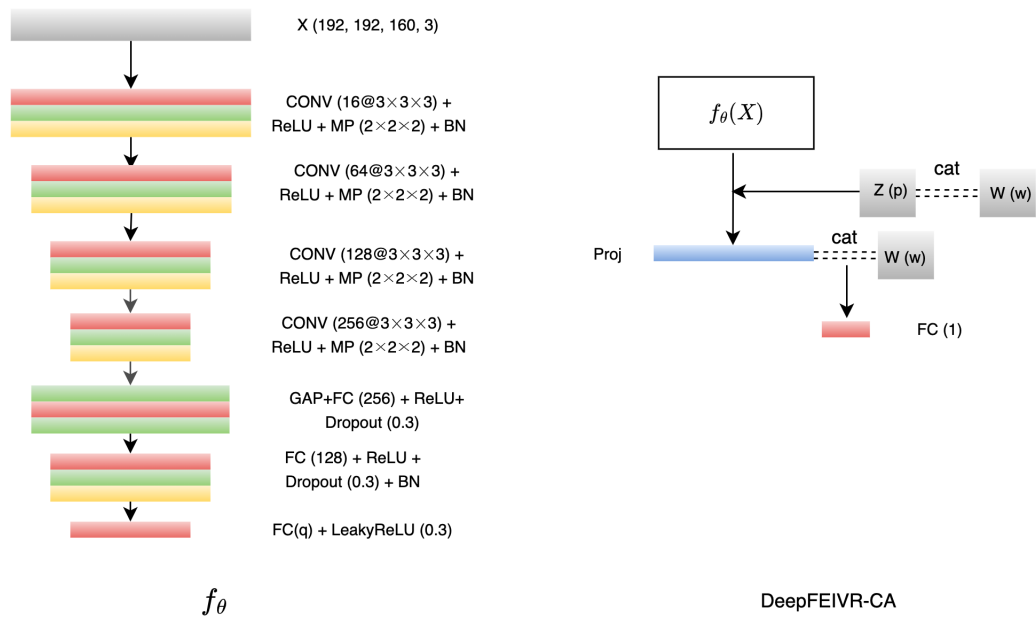 X (192, 192, 160, 3)
CONV (16@3×3×3) +
ReLU + MP (2×2×2) + BN
CONV (64@3×3×3) +
ReLU + MP (2×2×2) + BN
CONV (128@3×3×3) +
ReLU + MP (2×2×2) + BN
CONV (256@3×3×3) +
ReLU + MP (2×2×2) + BN
GAP+FC (256) + ReLU+
Dropout (0.3)
FC (128) + ReLU +
Dropout (0.3) + BN
FC(q) + LeakyReLU (0.3)
fθ
fθ(X)
cat
Z (p)
W (w)
Proj
cat
W (w)
FC (1)
DeepFEIVR-CA